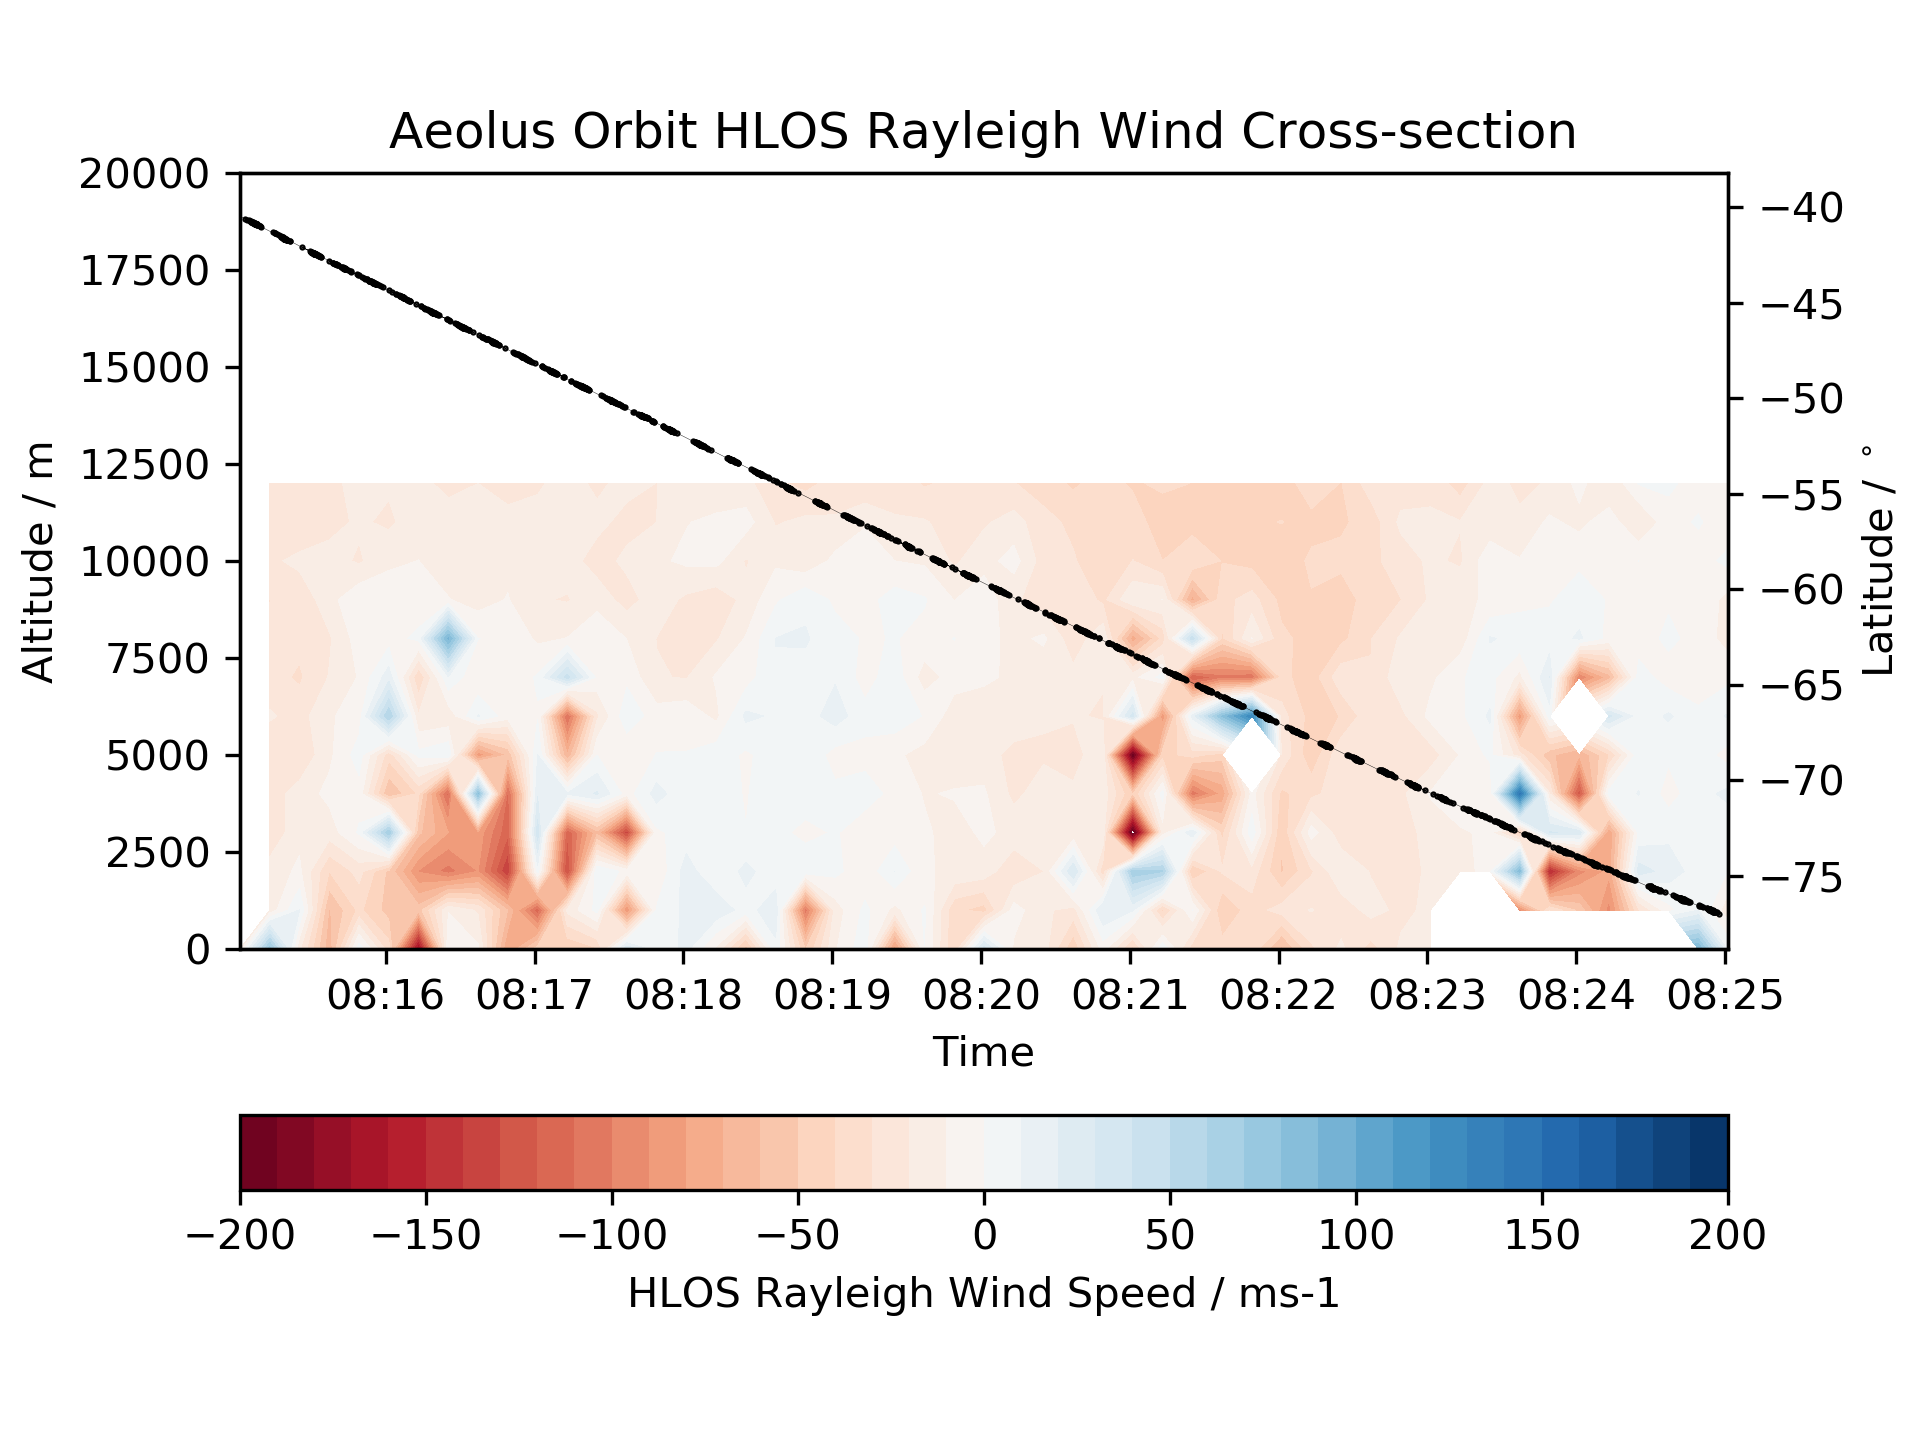 Aeolus Orbit HLOS Rayleigh Wind Cross-section
20000
17500
15000
12500
10000
7500
5000
2500
0
Altitude / m
−40
−45
−50
−55
−60
−65
−70
−75
Latitude / °
08:16 08:17 08:18 08:19 08:20 08:21 08:22 08:23 08:24 08:25
Time
−200 −150 −100 −50 0 50 100 150 200
HLOS Rayleigh Wind Speed / ms-1